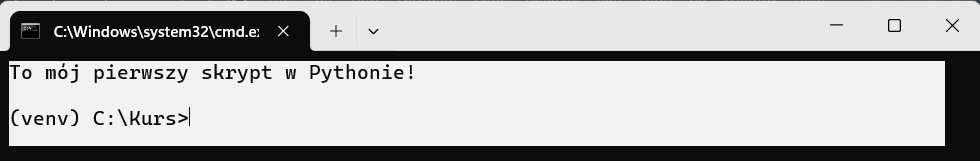 C:\Windows\system32\cmd.e
To mój pierwszy skrypt w Pythonie!
(venv) C:\Kurs>